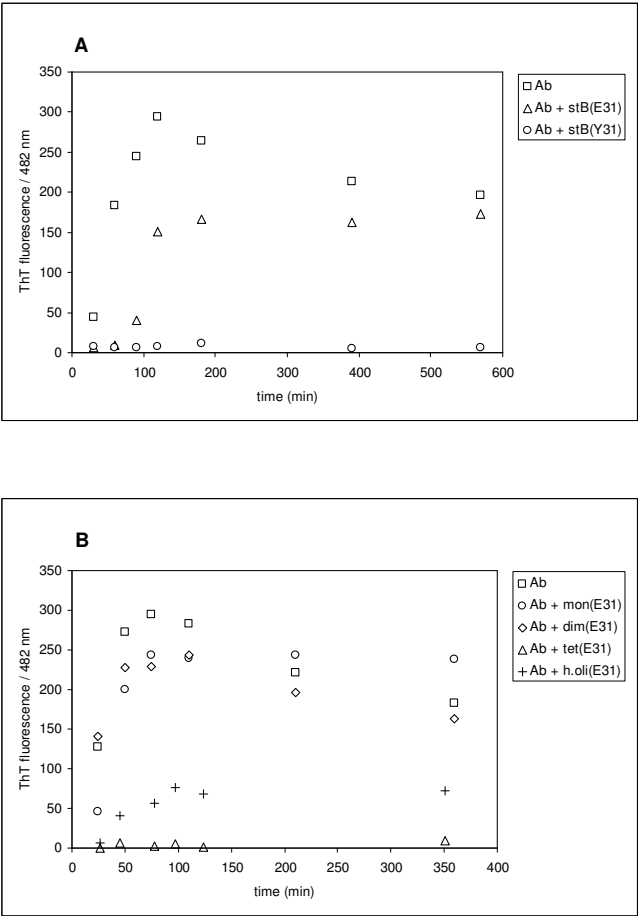 A
350
300
250
200
150
100
50
0
ThT fluorescence / 482 nm
0 100 200 300 400 500 600
time (min)
Ab
Ab + stB(E31)
Ab + stB(Y31)
B
350
300
250
200
150
100
50
0
ThT fluorescence / 482 nm
0 50 100 150 200 250 300 350 400
time (min)
Ab
Ab + mon(E31)
Ab + dim(E31)
Ab + tet(E31)
Ab + h.oli(E31)